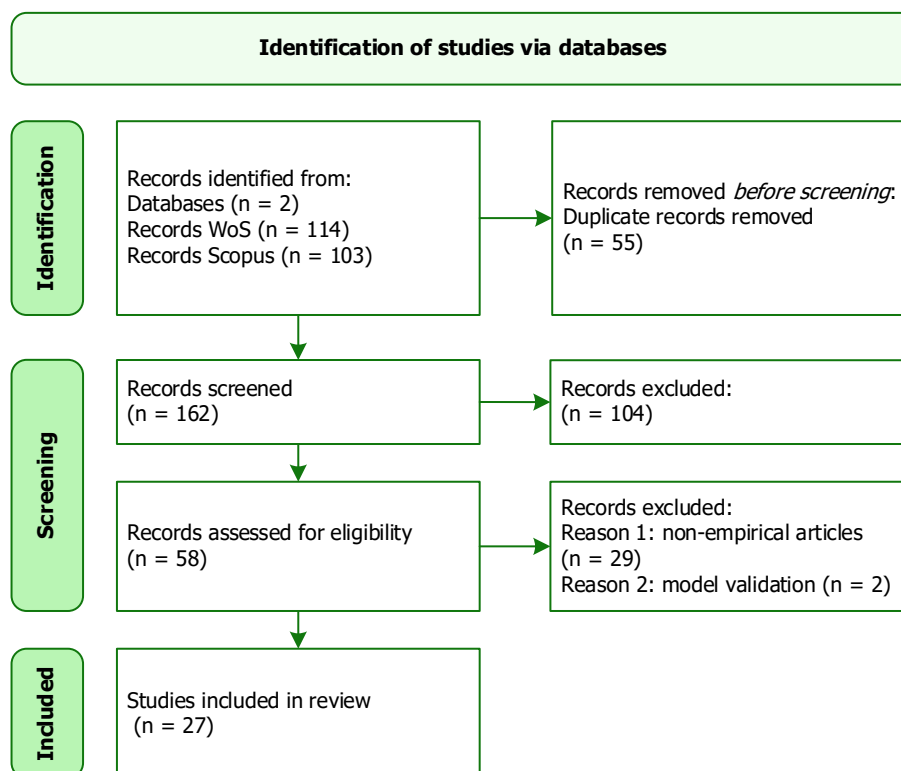 Identification of studies via databases
Identification
Records identified from:
Databases (n = 2)
Records WoS (n = 114)
Records Scopus (n = 103)
Records removed before screening:
Duplicate records removed
(n = 55)
Screening
Records screened
(n = 162)
Records excluded:
(n = 104)
Records assessed for eligibility
(n = 58)
Records excluded:
Reason 1: non-empirical articles
(n = 29)
Reason 2: model validation (n = 2)
Included
Studies included in review
(n = 27)